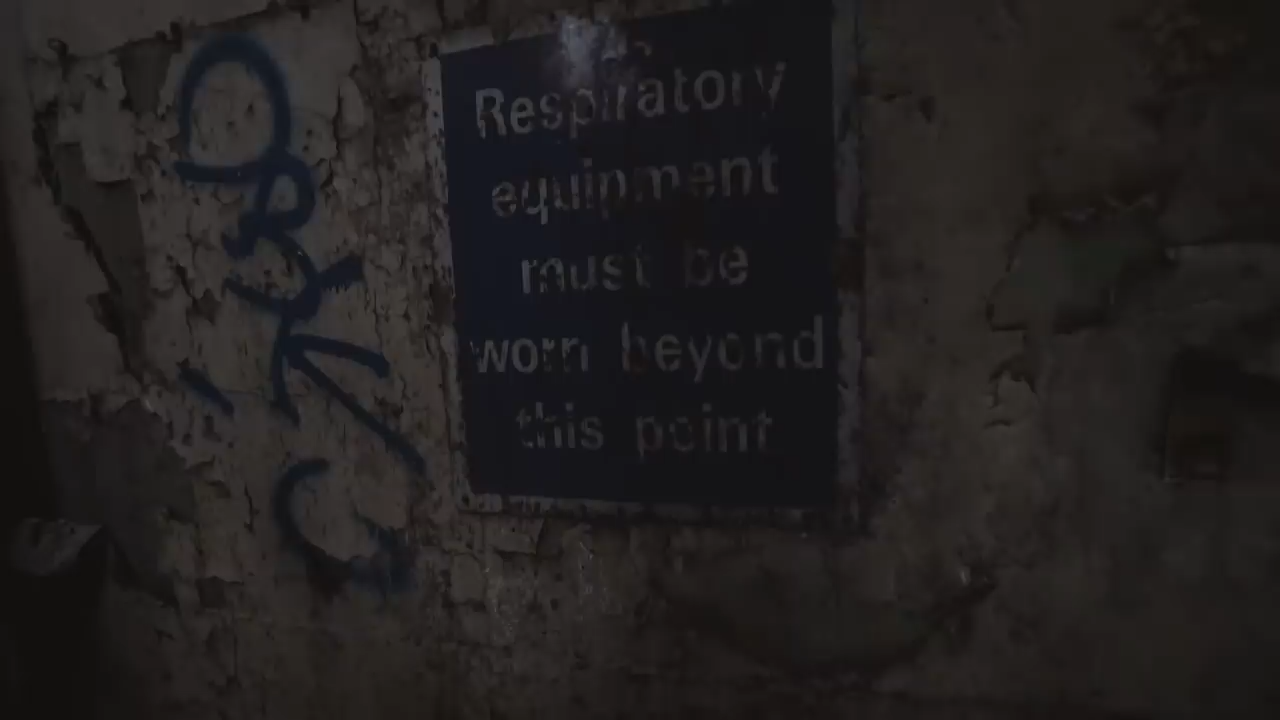 Respiratory
equipment
must be
worn beyond
this point